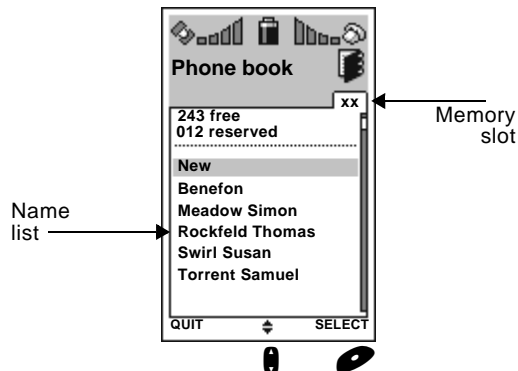 Phone book
xx
Memory
slot
243 free
012 reserved
New
Benefon
Meadow Simon
Name
list
Rockfeld Thomas
Swirl Susan
Torrent Samuel
QUIT
SELECT